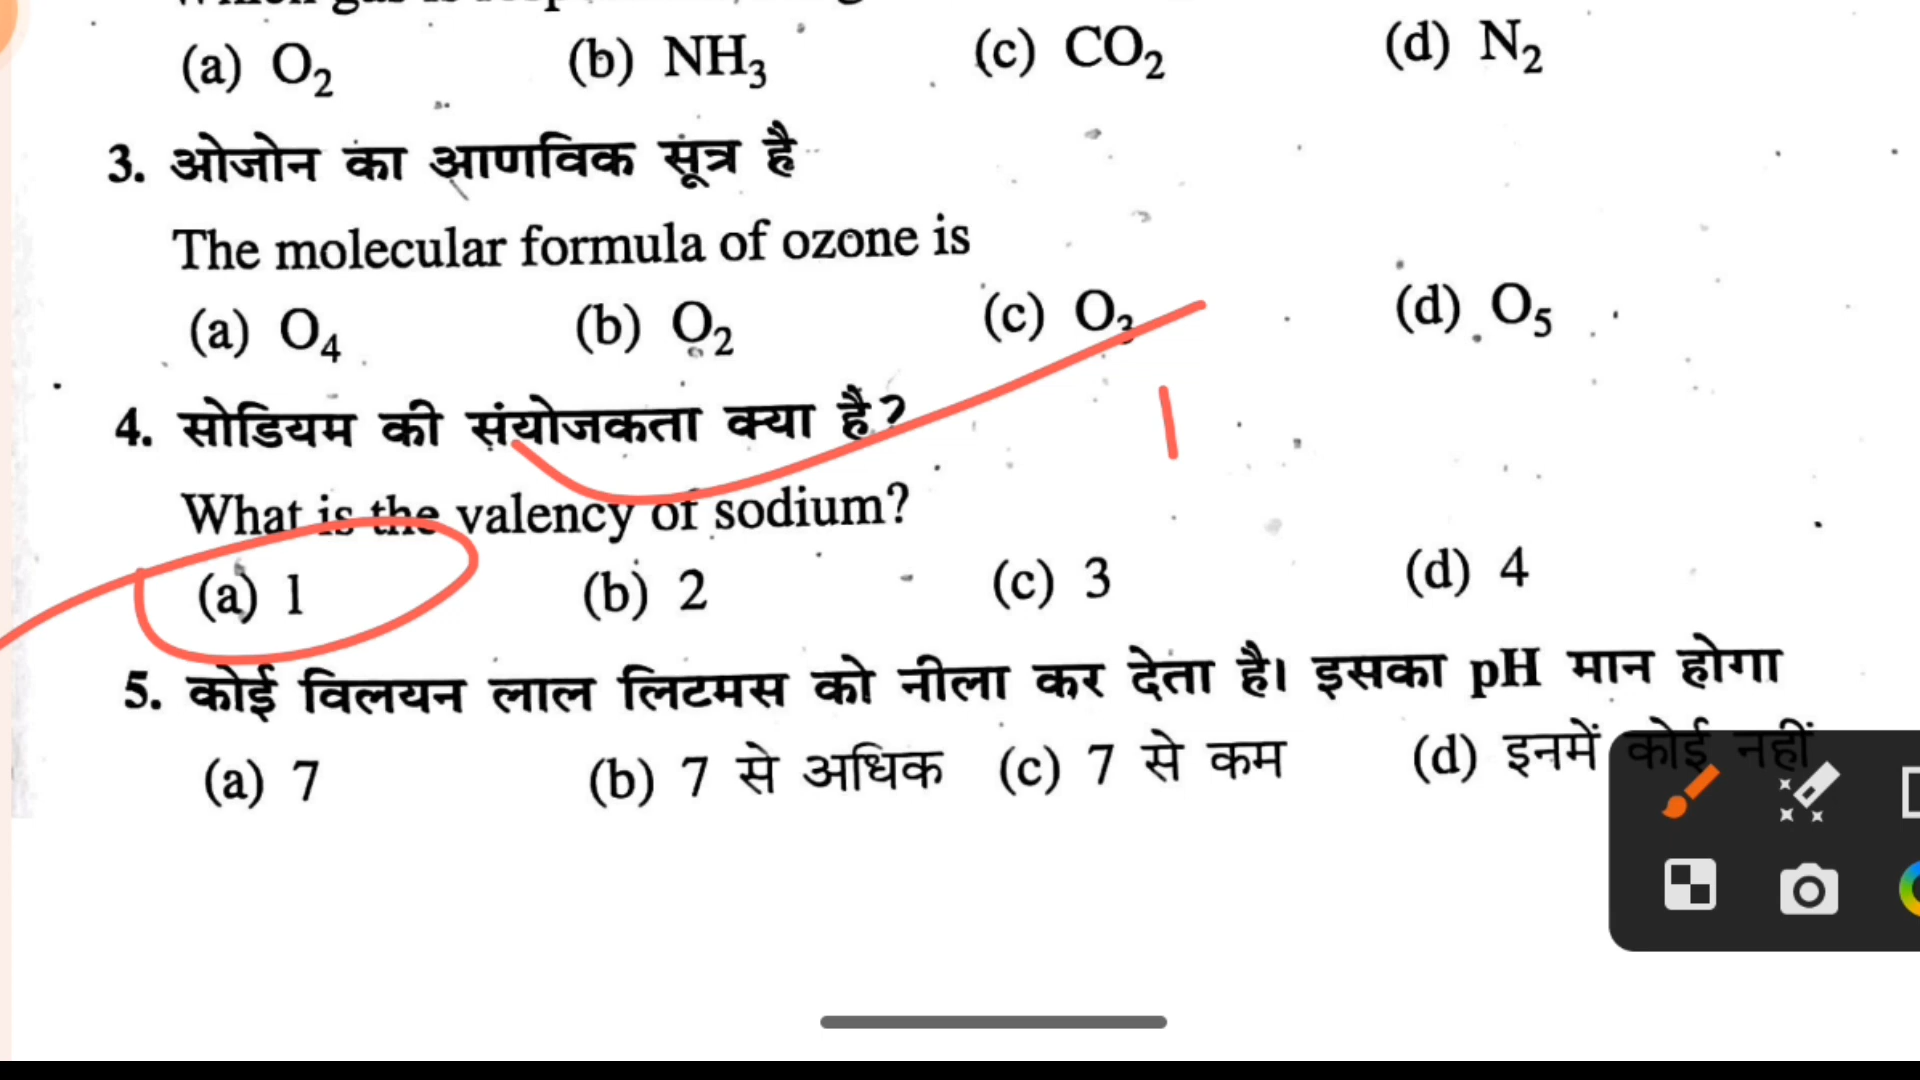 (a) O₂ (b) NH₃ (c) CO₂ (d) N₂
3. ओजोन का आणविक सूत्र है
The molecular formula of ozone is
(a) O₄ (b) O₂ (c) O₃ (d) O₅
1
4. सोडियम की संयोजकता क्या है?
What is the valency of sodium?
(a) 1 (b) 2 (c) 3 (d) 4
5. कोई विलयन लाल लिटमस को नीला कर देता है। इसका pH मान होगा
(a) 7 (b) 7 से अधिक (c) 7 से कम (d) इनमें कोई नहीं